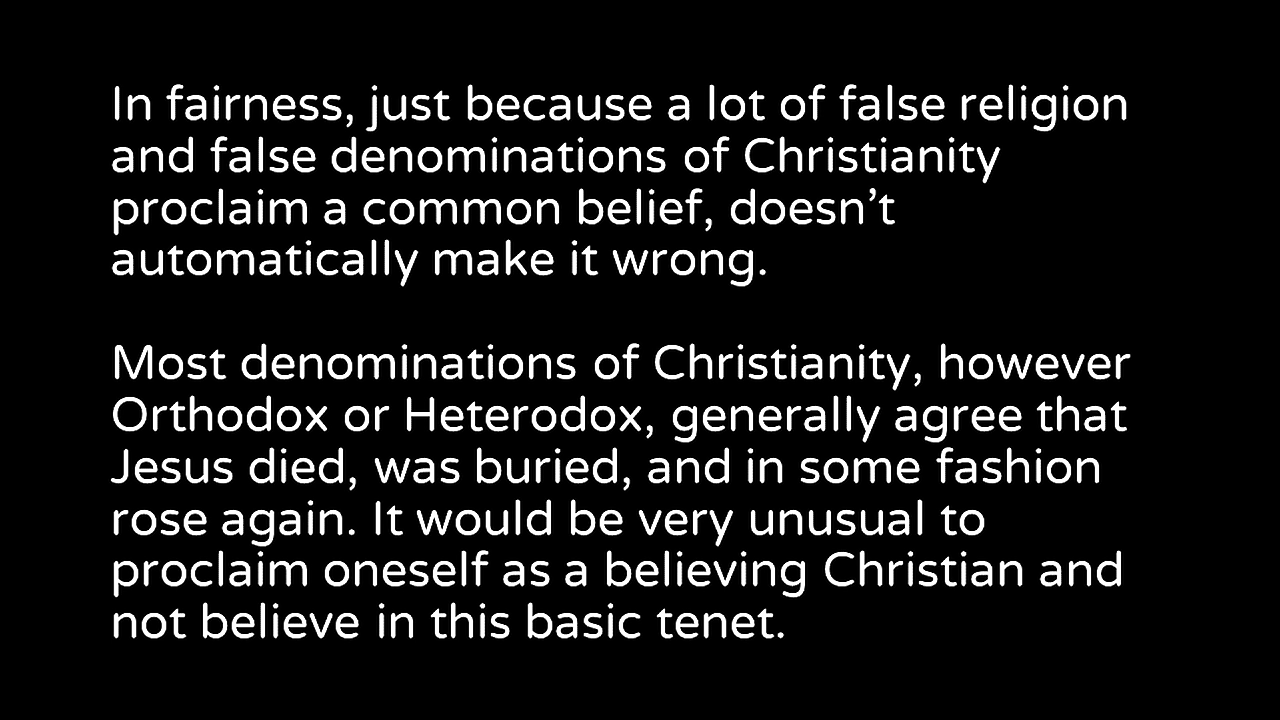 In fairness, just because a lot of false religion
and false denominations of Christianity
proclaim a common belief, doesn’t
automatically make it wrong.
Most denominations of Christianity, however
Orthodox or Heterodox, generally agree that
Jesus died, was buried, and in some fashion
rose again. It would be very unusual to
proclaim oneself as a believing Christian and
not believe in this basic tenet.